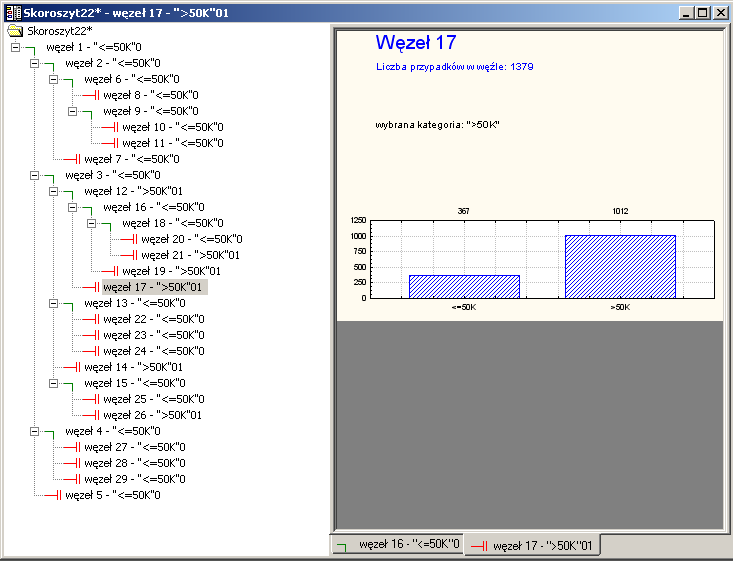 Skoroszyt22* - węzeł 17 - ">50K"01
Skoroszyt22*
węzeł 1 - "<=50K"0
węzeł 2 - "<=50K"0
węzeł 6 - "<=50K"0
węzeł 8 - "<=50K"0
węzeł 9 - "<=50K"0
węzeł 10 - "<=50K"0
węzeł 11 - "<=50K"0
węzeł 7 - "<=50K"0
węzeł 3 - "<=50K"0
węzeł 12 - ">50K"01
węzeł 16 - "<=50K"0
węzeł 18 - "<=50K"0
węzeł 20 - "<=50K"0
węzeł 21 - ">50K"01
węzeł 19 - ">50K"01
węzeł 17 - ">50K"01
węzeł 13 - "<=50K"0
węzeł 22 - "<=50K"0
węzeł 23 - "<=50K"0
węzeł 24 - "<=50K"0
węzeł 14 - ">50K"01
węzeł 15 - "<=50K"0
węzeł 25 - "<=50K"0
węzeł 26 - ">50K"01
węzeł 4 - "<=50K"0
węzeł 27 - "<=50K"0
węzeł 28 - "<=50K"0
węzeł 29 - "<=50K"0
węzeł 5 - "<=50K"0
Węzeł 17
Liczba przypadków w węźle: 1379
wybrana kategoria: ">50K"
367 1012
1250
1000
750
500
250
0
<=50K >50K
węzeł 16 - "<=50K"0
węzeł 17 - ">50K"01